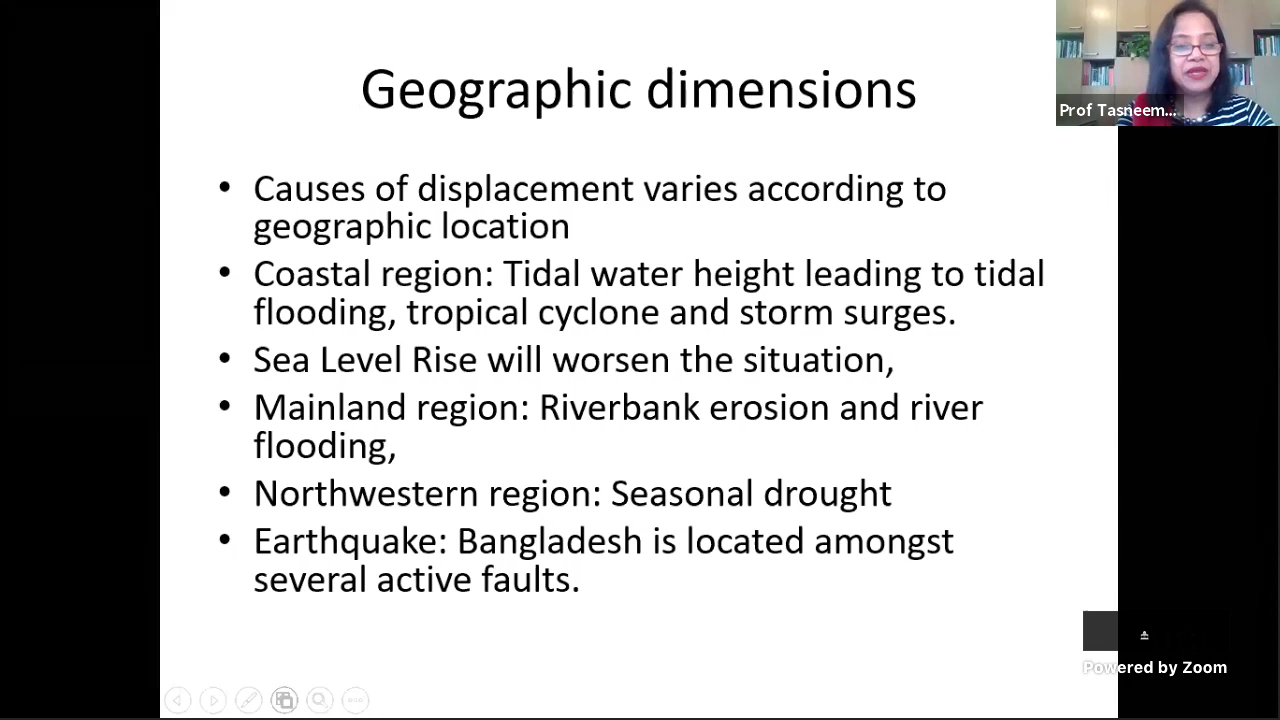 Geographic dimensions
Prof Tasneem...
• Causes of displacement varies according to
geographic location
• Coastal region: Tidal water height leading to tidal
flooding, tropical cyclone and storm surges.
• Sea Level Rise will worsen the situation,
• Mainland region: Riverbank erosion and river
flooding,
• Northwestern region: Seasonal drought
• Earthquake: Bangladesh is located amongst
several active faults.
Powered by Zoom